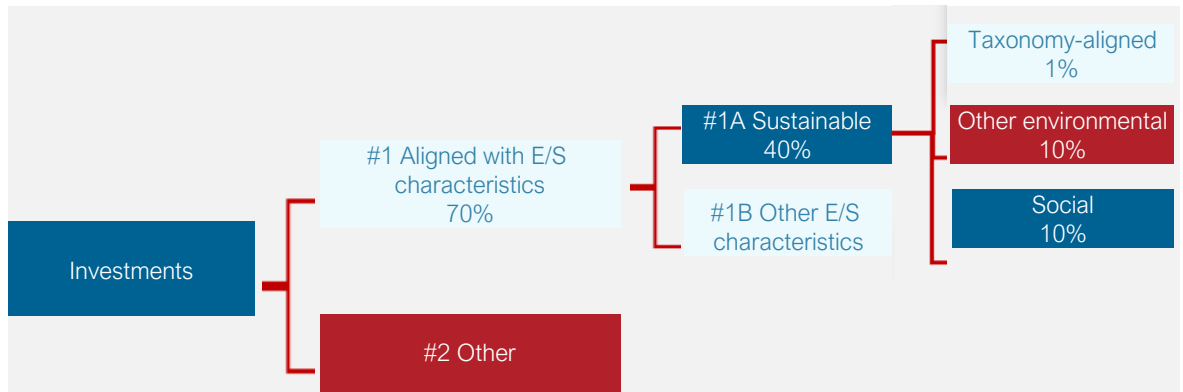 Investments
#1 Aligned with E/S
characteristics
70%
#2 Other
#1A Sustainable
40%
#1B Other E/S
characteristics
Taxonomy-aligned
1%
Other environmental
10%
Social
10%